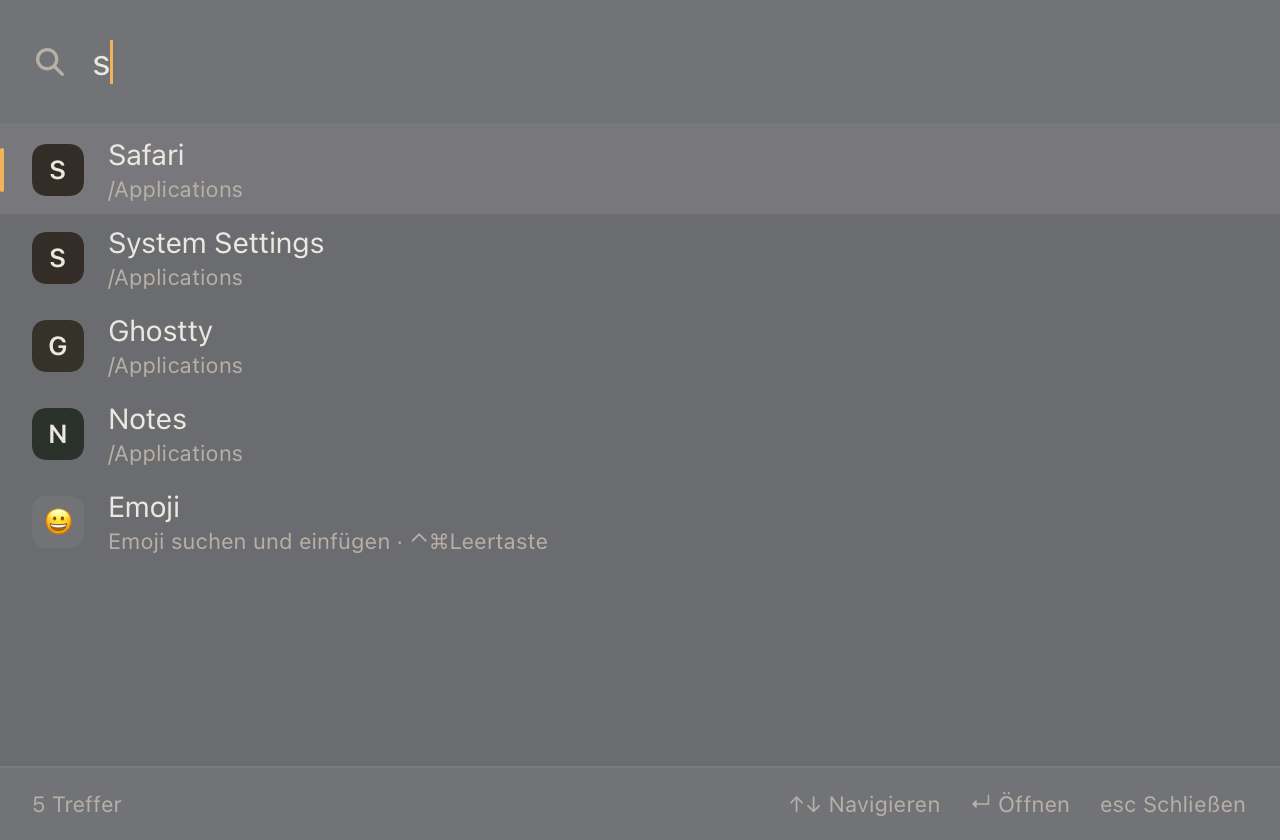 s
S Safari
/Applications
S System Settings
/Applications
G Ghostty
/Applications
N Notes
/Applications
Emoji
Emoji suchen und einfügen · ^⌘Leertaste
5 Treffer ↑↓ Navigieren ↵ Öffnen esc Schließen